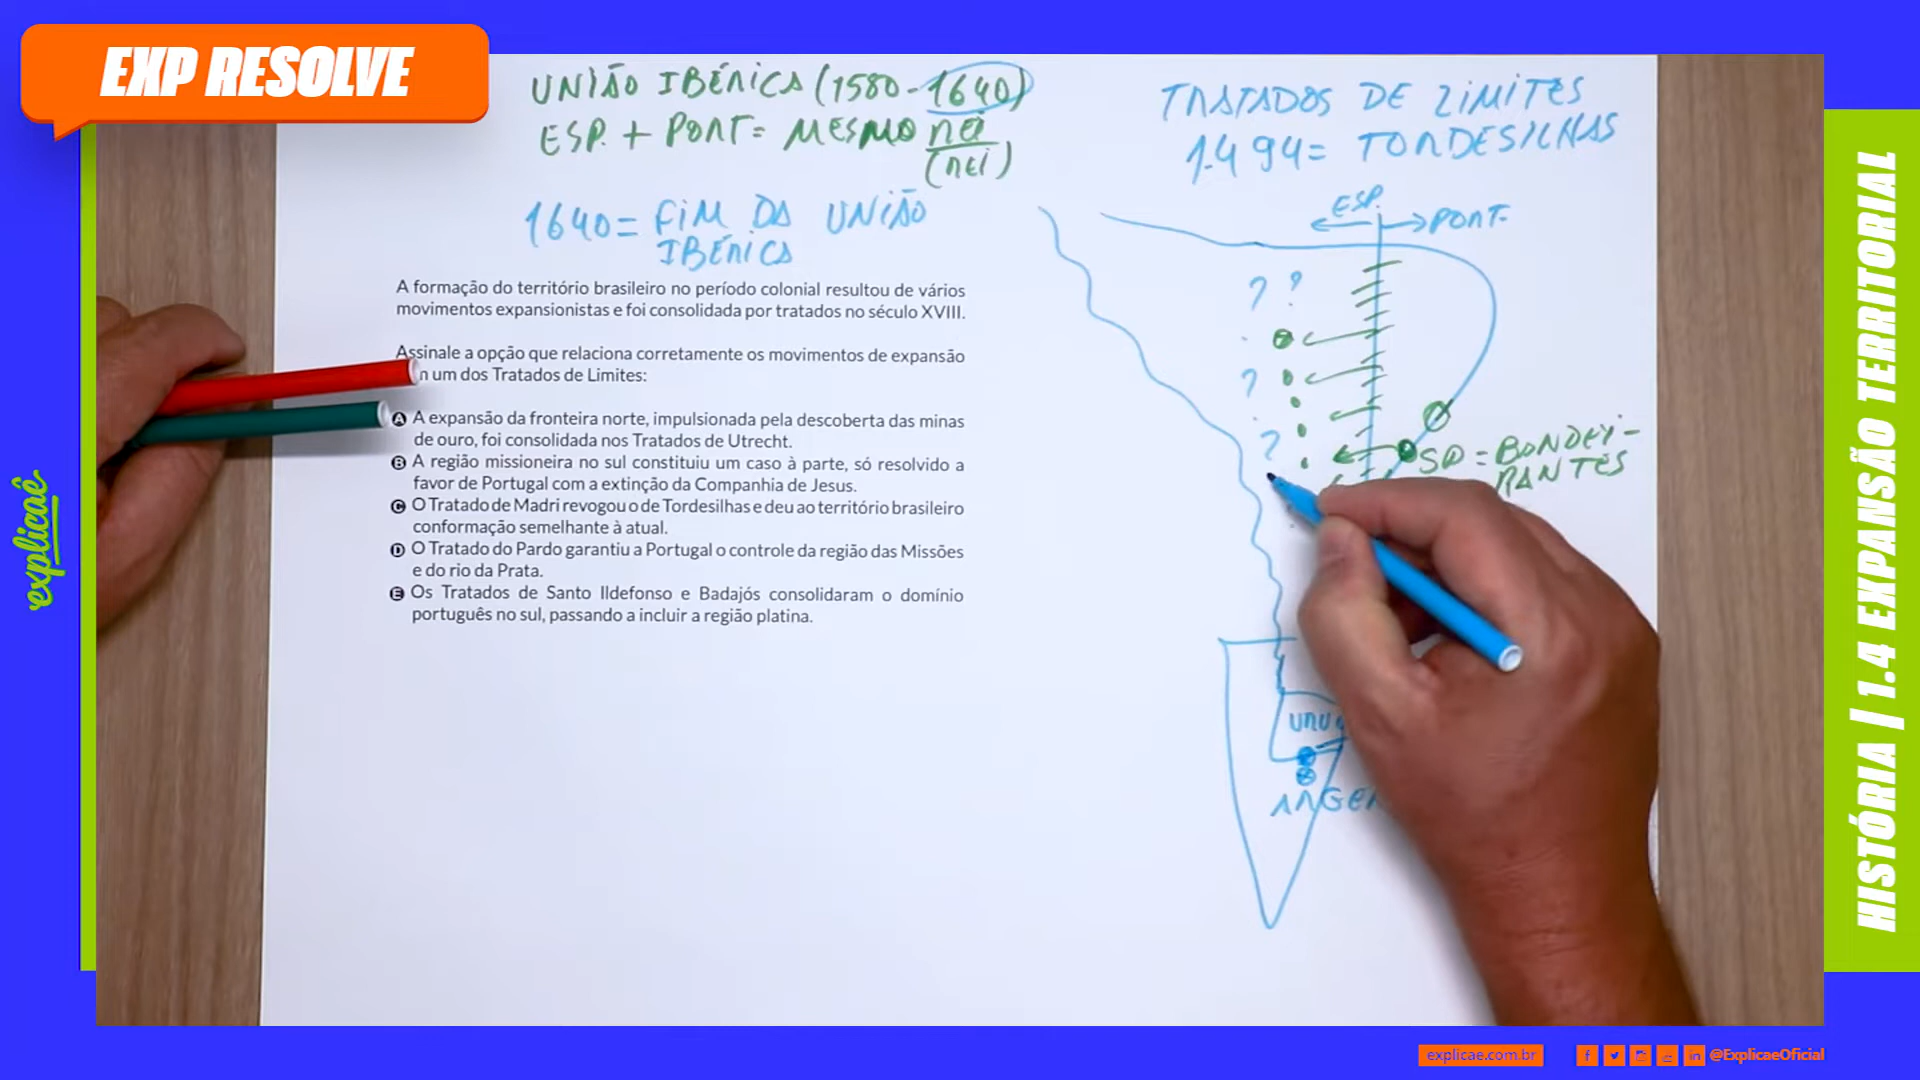 EXP RESOLVE
UNIÃO IBÉRICA (1580-1640)
ESP. + PORT = MESMO REI
(REI)
1640 = FIM DA UNIÃO
IBÉRICA
A formação do território brasileiro no período colonial resultou de vários
movimentos expansionistas e foi consolidada por tratados no século XVIII.
Assinale a opção que relaciona corretamente os movimentos de expansão
um dos Tratados de Limites:
A A expansão da fronteira norte, impulsionada pela descoberta das minas
de ouro, foi consolidada nos Tratados de Utrecht.
B A região missioneira no sul constituiu um caso à parte, só resolvido a
favor de Portugal com a extinção da Companhia de Jesus.
C O Tratado de Madri revogou o de Tordesilhas e deu ao território brasileiro
conformação semelhante à atual.
D O Tratado do Pardo garantiu a Portugal o controle da região das Missões
e do rio da Prata.
E Os Tratados de Santo Ildefonso e Badajós consolidaram o domínio
português no sul, passando a incluir a região platina.
TRATADOS DE LIMITES
1.494 = TORDESILHAS
ESP.
PORT.
? ?
?
?
SP = BANDEI-
RANTES
URU
ARGEN
explicaê
HISTÓRIA | 1.4 EXPANSÃO TERRITORIAL
explicae.com.br
@ExplicaeOficial